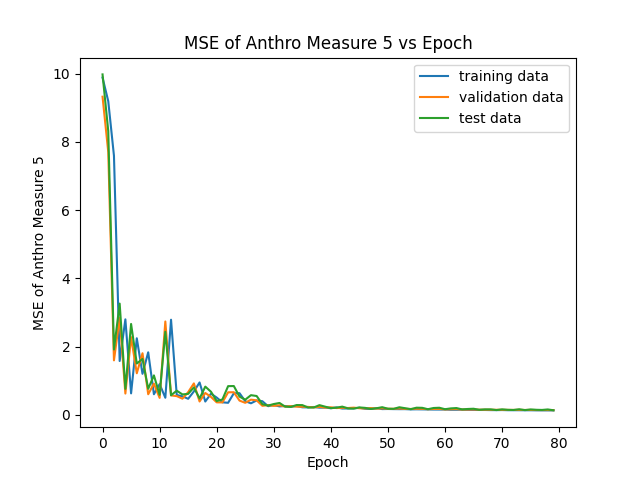 MSE of Anthro Measure 5 vs Epoch
training data
validation data
test data
MSE of Anthro Measure 5
10
8
6
4
2
0
0 10 20 30 40 50 60 70 80
Epoch